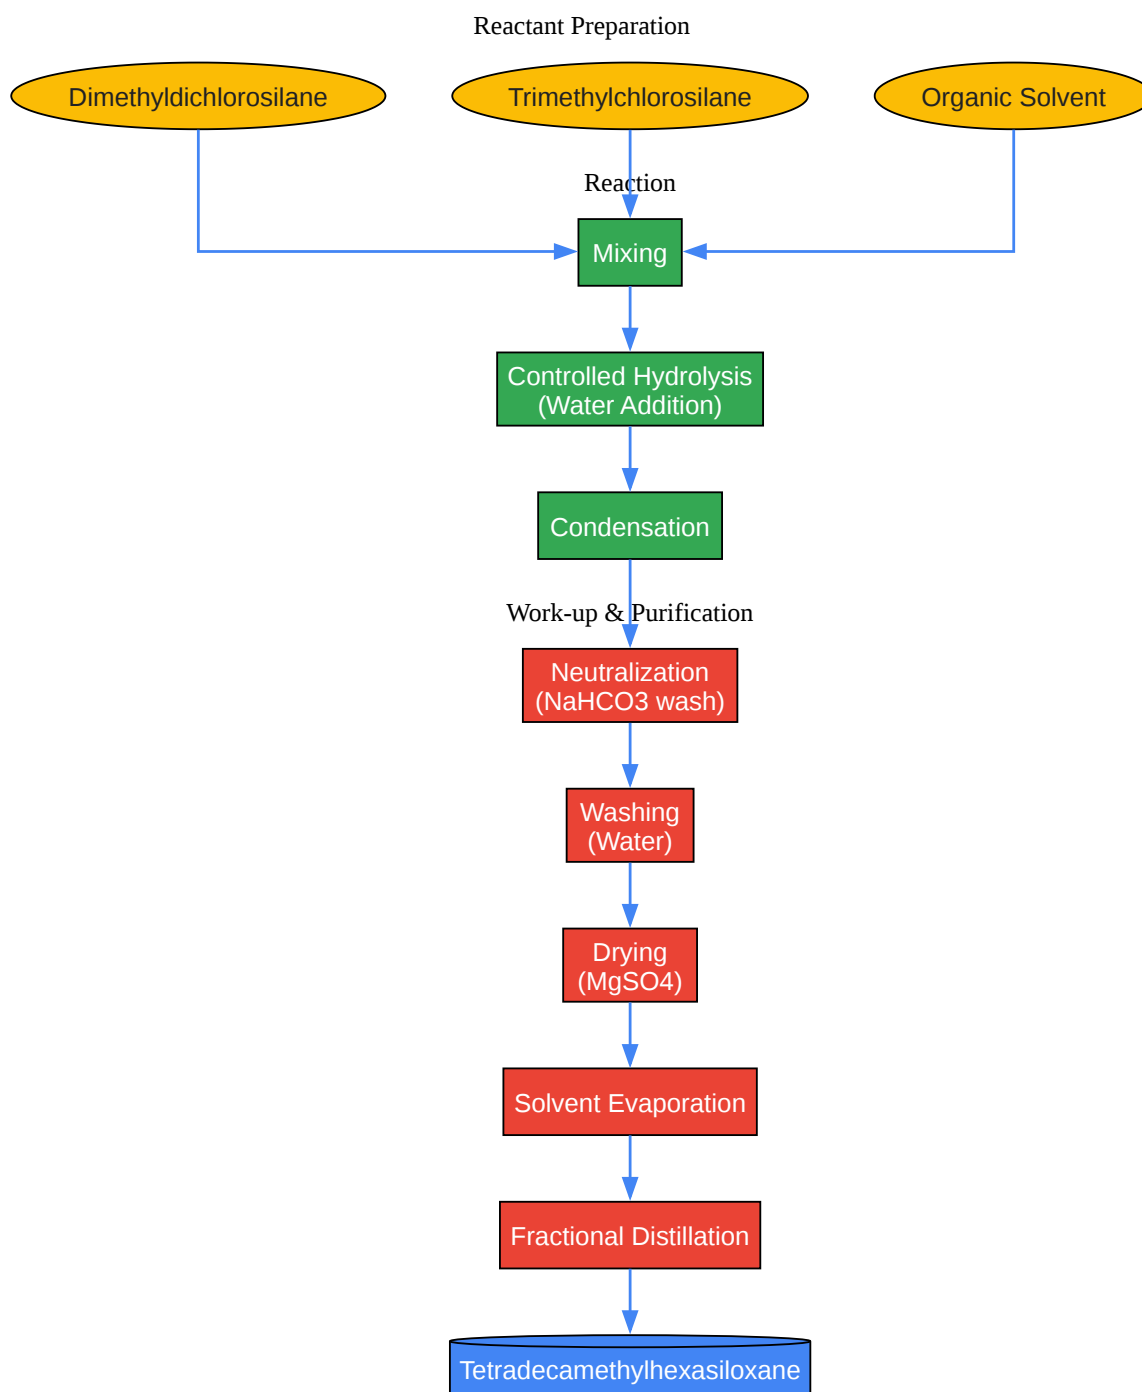 Reactant Preparation
Dimethyldichlorosilane
Trimethylchlorosilane
Organic Solvent
Reaction
Mixing
Controlled Hydrolysis
(Water Addition)
Condensation
Work-up & Purification
Neutralization
(NaHCO3 wash)
Washing
(Water)
Drying
(MgSO4)
Solvent Evaporation
Fractional Distillation
Tetradecamethylhexasiloxane